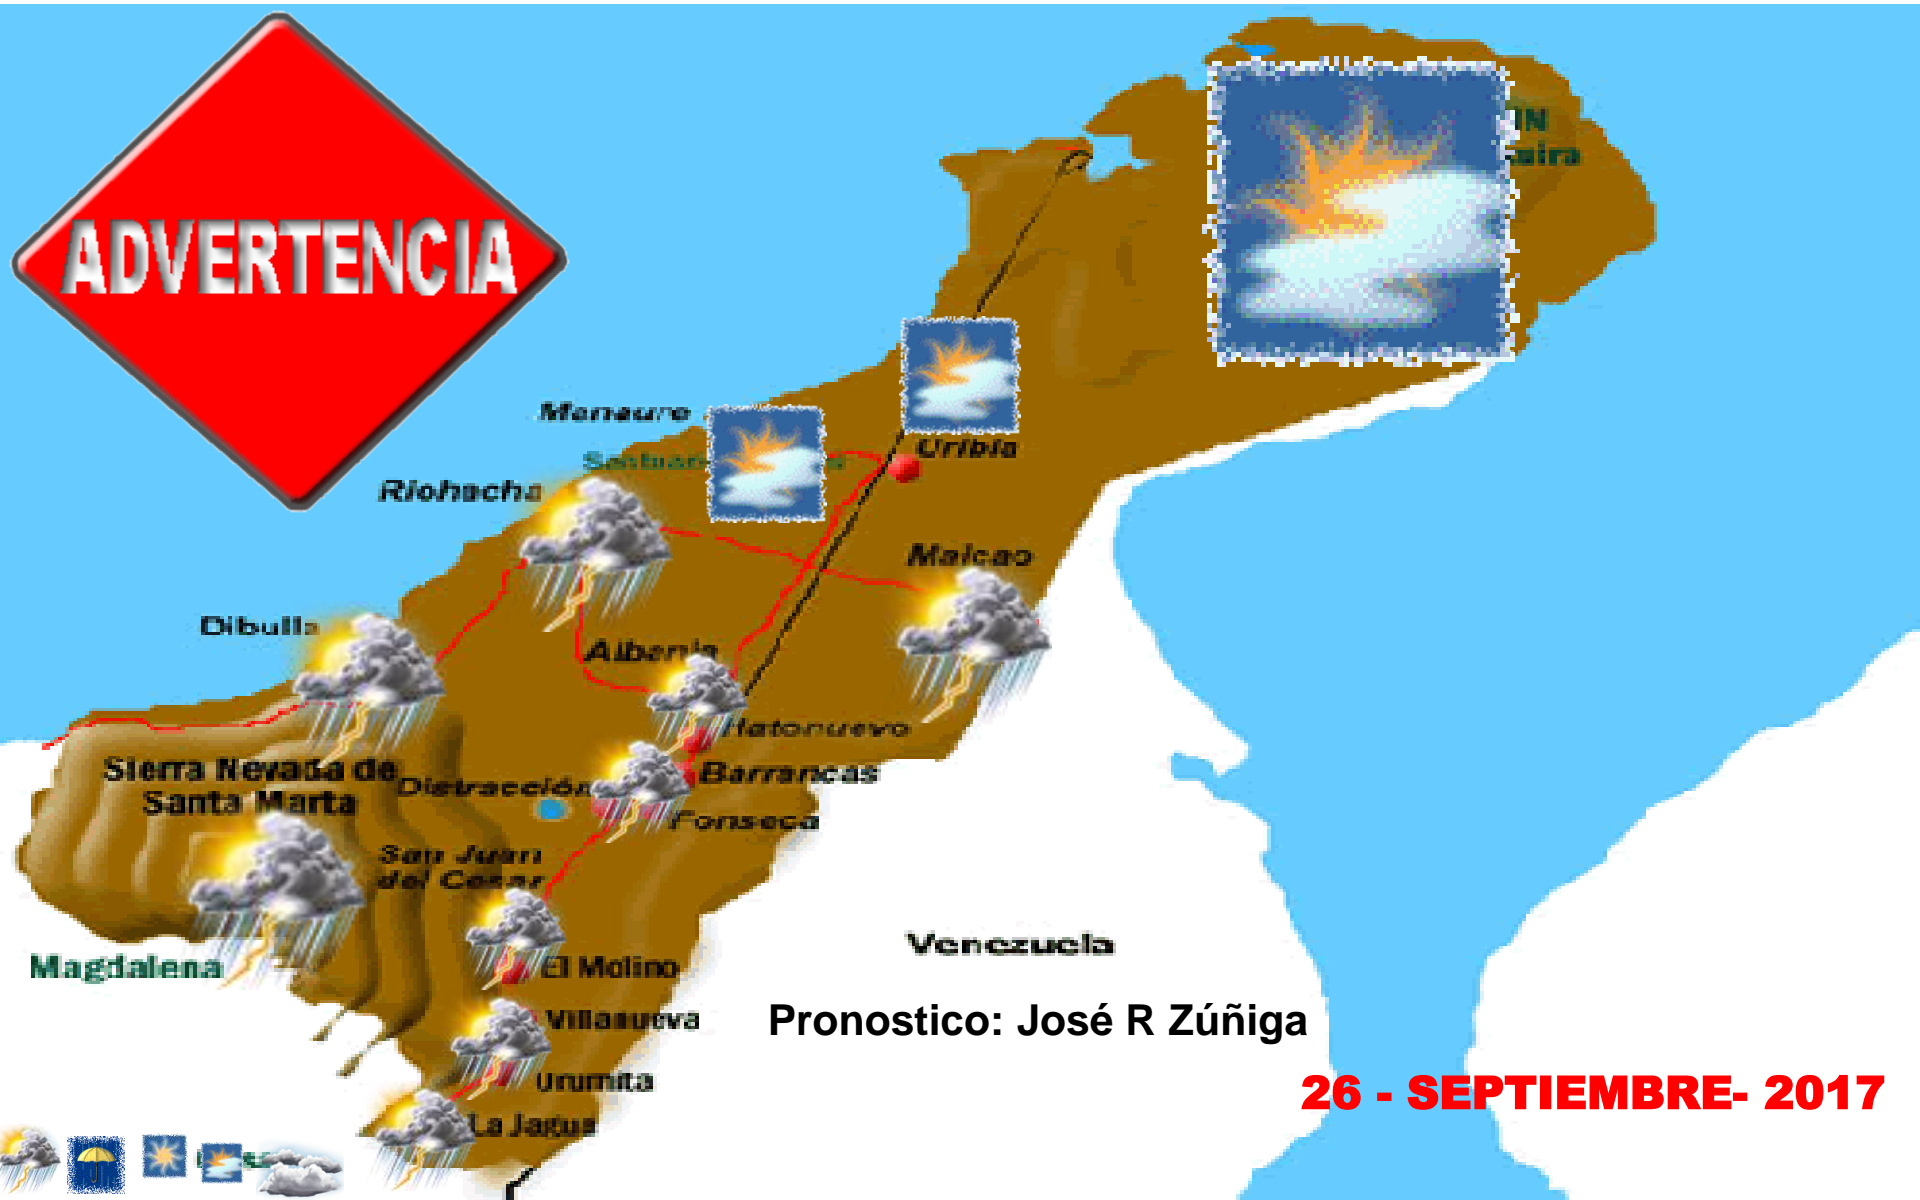 ADVERTENCIA
Manaure
Uribia
Riohacha
Maicao
Dibulla
Albania
Hatonuevo
Sierra Nevada de
Santa Marta
Distracción
Barrancas
Fonseca
San Juan
del Cesar
Magdalena
El Molino
Venezuela
Villanueva
Pronostico: José R Zúñiga
Urumita
26 - SEPTIEMBRE- 2017
La Jagua